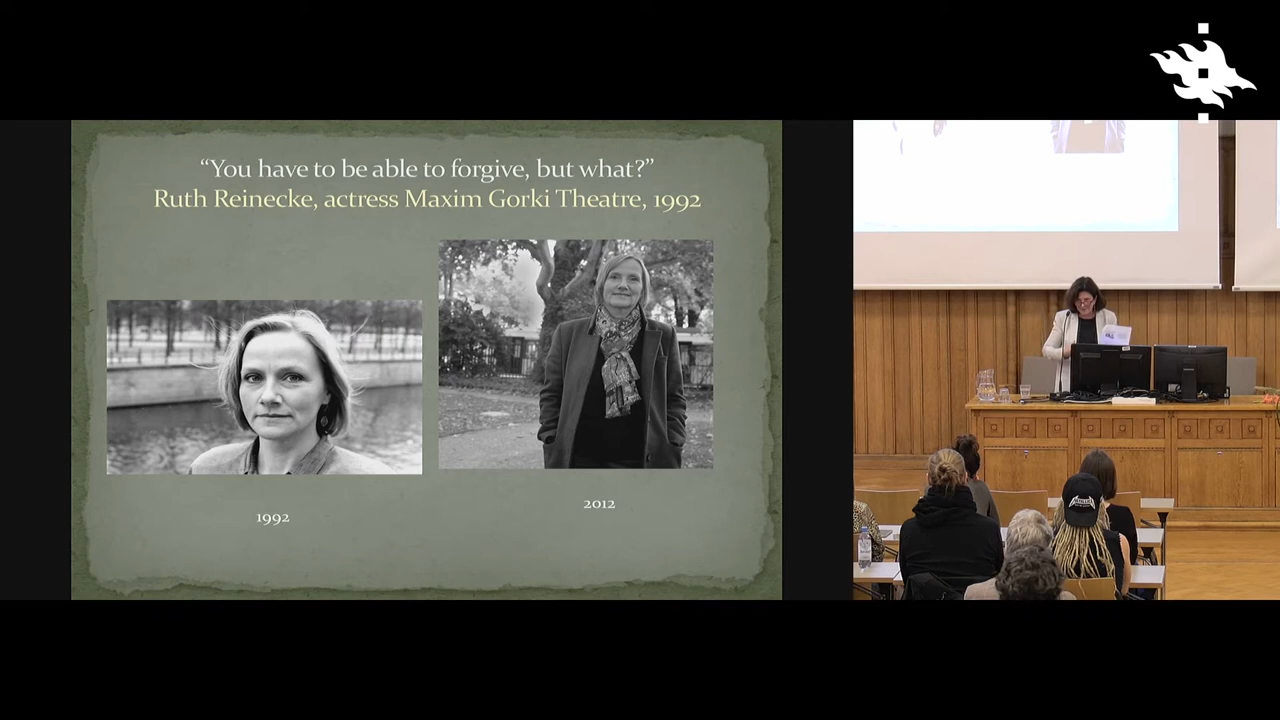 “You have to be able to forgive, but what?”
Ruth Reinecke, actress Maxim Gorki Theatre, 1992
1992
2012